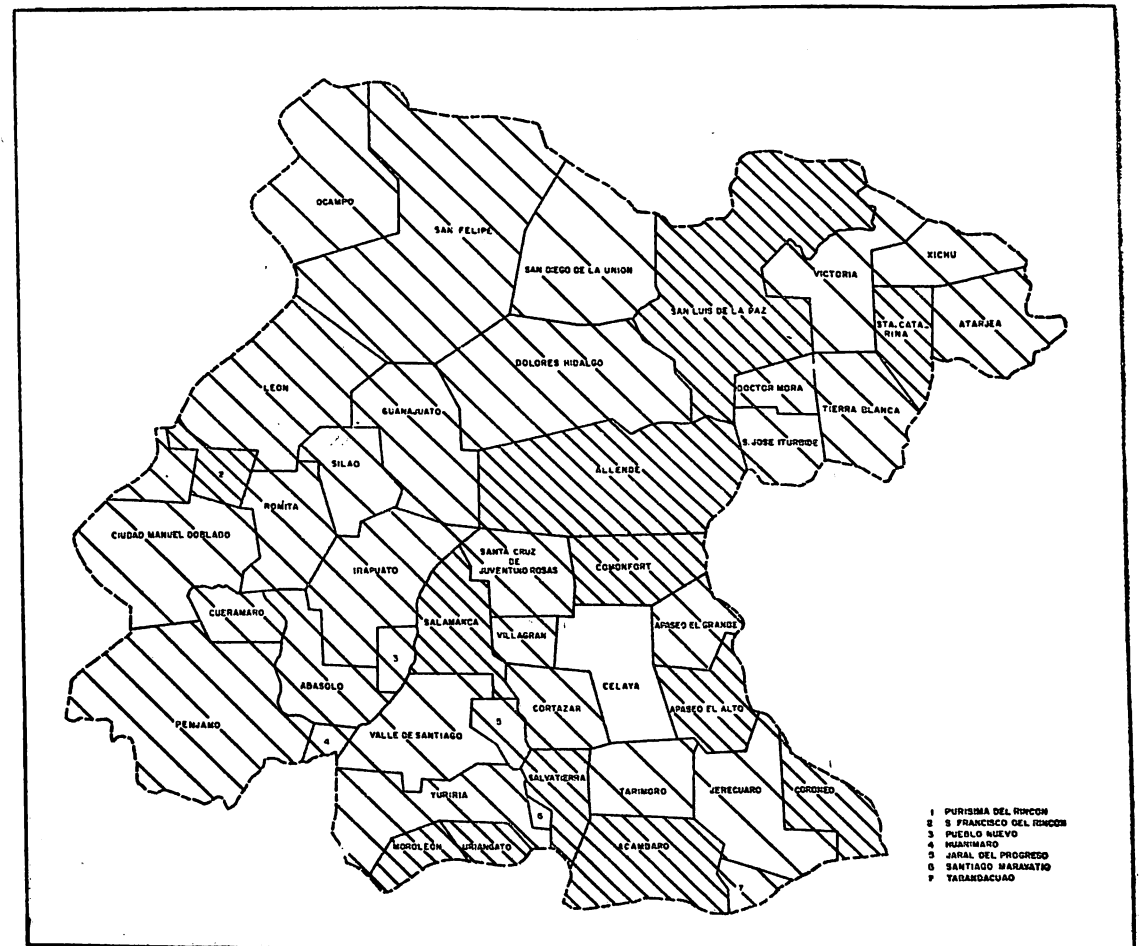 OCAMPO
SAN FELIPE
SAN DIEGO DE LA UNION
SAN LUIS DE LA PAZ
VICTORIA
XICHU
STA. CATA_
RINA
ATARJEA
DOLORES HIDALGO
LEON
GUANAJUATO
DOCTOR MORA
TIERRA BLANCA
S. JOSE ITURBIDE
SILAO
ALLENDE
2
ROMITA
CIUDAD MANUEL DOBLADO
SANTA CRUZ
DE
JUVENTINO ROSAS
COMONFORT
IRAPUATO
CUERAMARO
SALAMANCA
VILLAGRAN
APASEO EL GRANDE
3
ABASOLO
CELAYA
CORTAZAR
APASEO EL ALTO
PENJAMO
5
VALLE DE SANTIAGO
4
SALVATIERRA
TARIMORO
JERECUARO
CORONEO
YURIRIA
6
MOROLEON
URIANGATO
ACAMBARO
7
1 PURISIMA DEL RINCON
2 S FRANCISCO DEL RINCON
3 PUEBLO NUEVO
4 HUANIMARO
5 JARAL DEL PROGRESO
6 SANTIAGO MARAVATIO
7 TARANDACUAO